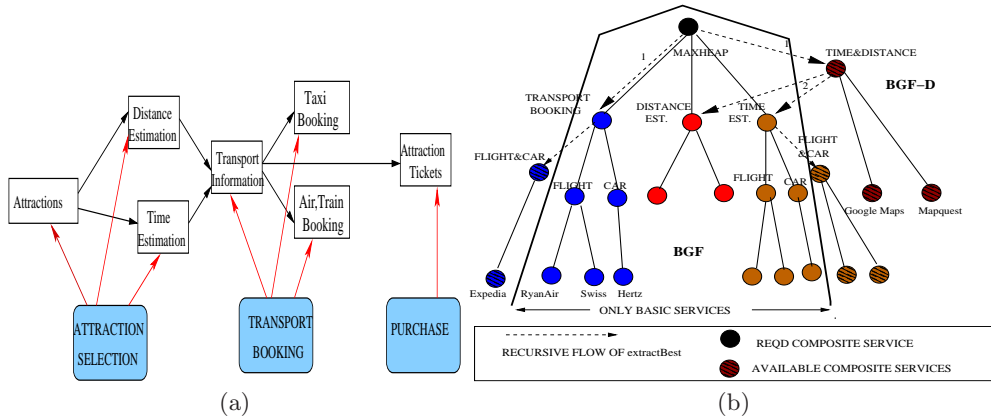 Distance
Estimation
Taxi
Booking
Attractions
Transport
Information
Attraction
Tickets
Time
Estimation
Air,Train
Booking
ATTRACTION
SELECTION
TRANSPORT
BOOKING
PURCHASE
(a)
MAXHEAP
1
1
TIME&DISTANCE
BGF-D
2
TRANSPORT
BOOKING
DISTANCE
EST.
TIME
EST.
FLIGHT
&CAR
FLIGHT&CAR
FLIGHT
CAR
FLIGHT
CAR
Google Maps
Mapquest
BGF
Expedia
RyanAir
Swiss
Hertz
ONLY BASIC SERVICES
RECURSIVE FLOW OF extractBest
REQD COMPOSITE SERVICE
AVAILABLE COMPOSITE SERVICES
(b)